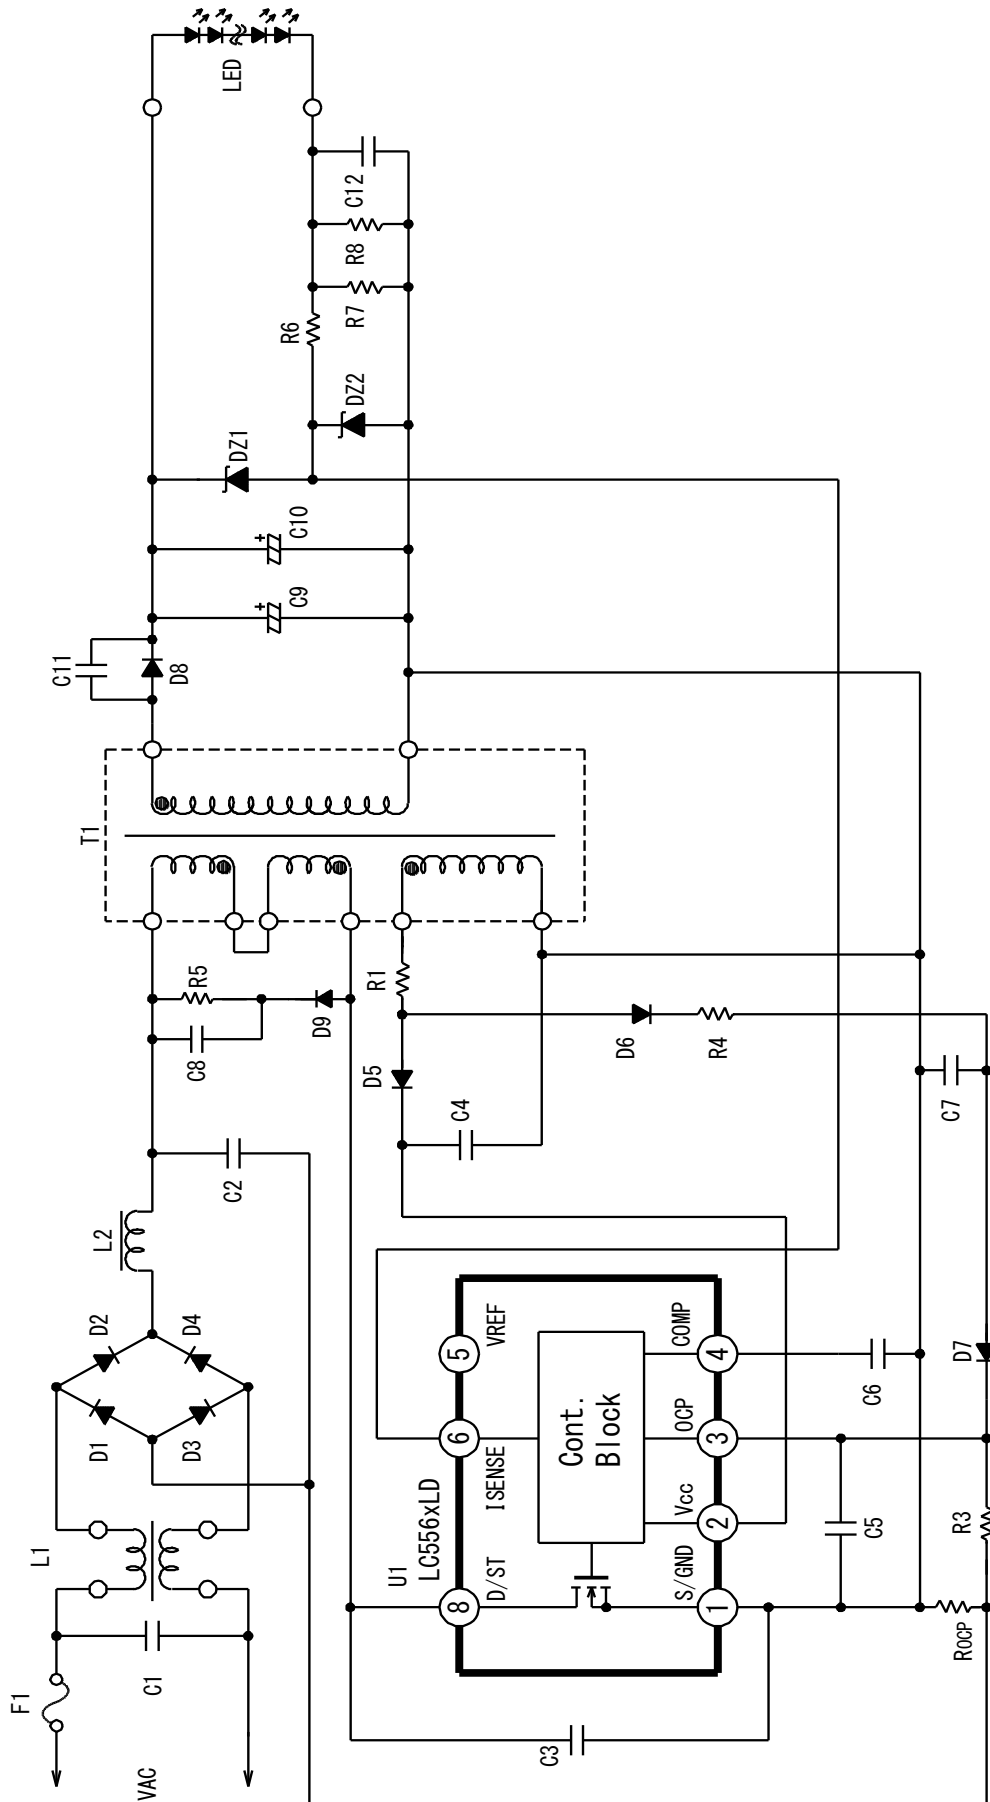 F1
VAC
C1
L1
D1
D2
D3
D4
L2
C2
C8
R5
D9
T1
C11
D8
C9
C10
DZ1
DZ2
R6
R7
R8
C12
LED
R1
D5
C4
D6
R4
C7
U1
LC556xLD
D/ST
8
ISENSE
6
VREF
5
Cont.
Block
S/GND
1
Vcc
2
OCP
3
COMP
4
C3
C5
C6
ROCP
R3
D7